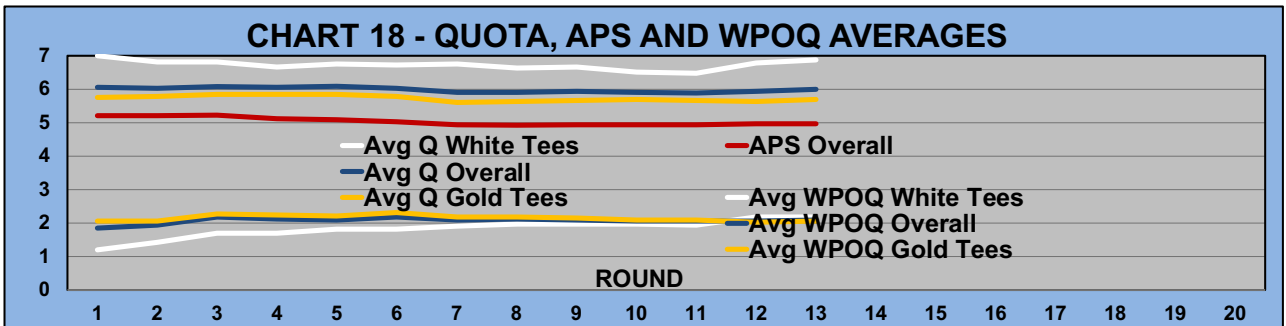 CHART 18 - QUOTA, APS AND WPOQ AVERAGES
7
6
5
4
3
2
1
0
Avg Q White Tees APS Overall
Avg Q Overall
Avg Q Gold Tees Avg WPOQ White Tees
Avg WPOQ Overall
Avg WPOQ Gold Tees
ROUND
1 2 3 4 5 6 7 8 9 10 11 12 13 14 15 16 17 18 19 20